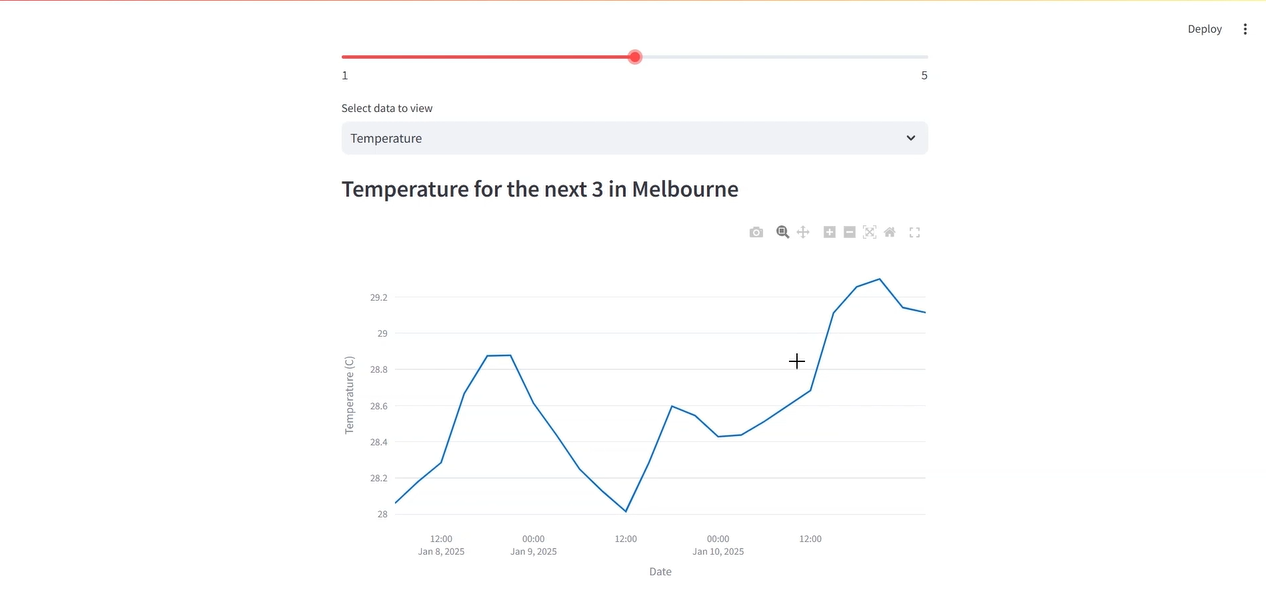 Deploy
1 5
Select data to view
Temperature
Temperature for the next 3 in Melbourne
29.2
29
28.8
28.6
28.4
28.2
28
Temperature (C)
12:00 00:00 12:00 00:00 12:00
Jan 8, 2025 Jan 9, 2025 Jan 10, 2025
Date